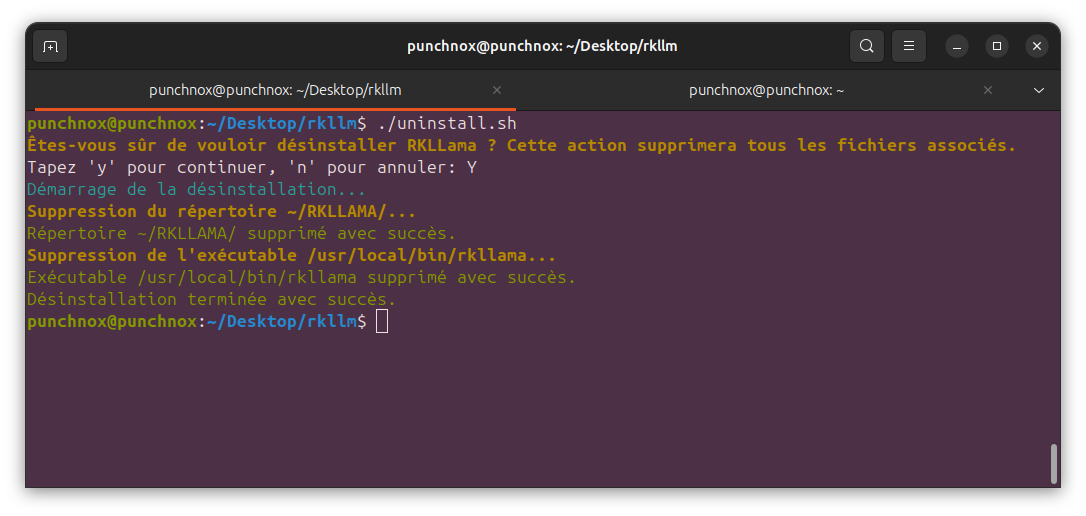 punchnox@punchnox: ~/Desktop/rkllm
punchnox@punchnox: ~/Desktop/rkllm
punchnox@punchnox: ~
punchnox@punchnox:~/Desktop/rkllm$ ./uninstall.sh
Êtes-vous sûr de vouloir désinstaller RKLLama ? Cette action supprimera tous les fichiers associés.
Tapez 'y' pour continuer, 'n' pour annuler: Y
Démarrage de la désinstallation...
Suppression du répertoire ~/RKLLAMA/...
Répertoire ~/RKLLAMA/ supprimé avec succès.
Suppression de l'exécutable /usr/local/bin/rkllama...
Exécutable /usr/local/bin/rkllama supprimé avec succès.
Désinstallation terminée avec succès.
punchnox@punchnox:~/Desktop/rkllm$